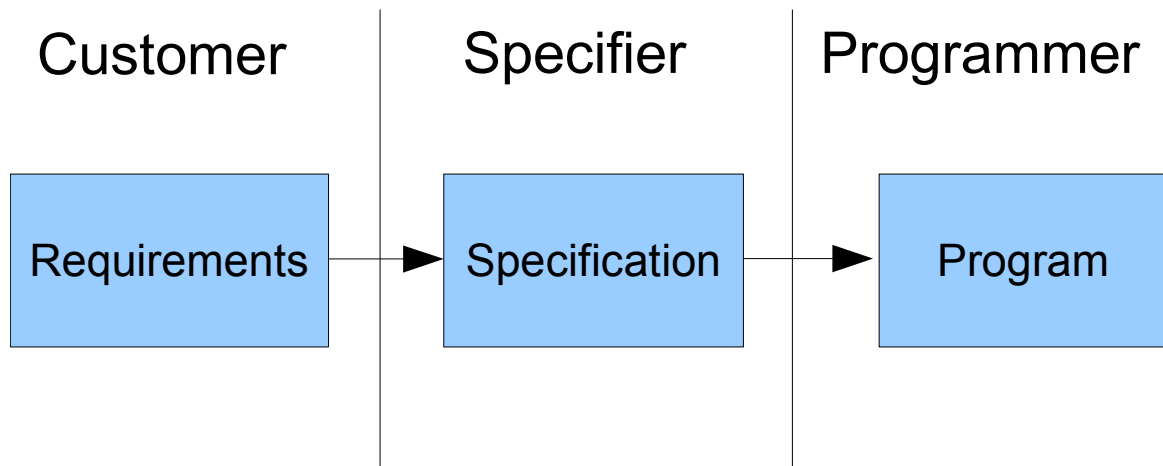 Customer
Specifier
Programmer
Requirements
Specification
Program